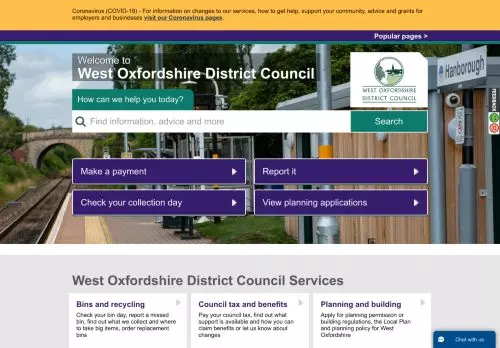 Coronavirus (COVID-19) - For information on changes to our services, how to get help, support your community, advice and grants for
employers and businesses visit our Coronavirus pages.
Popular pages >
Welcome to
West Oxfordshire District Council
How can we help you today?
Find information, advice and more
Search
WEST OXFORDSHIRE
DISTRICT COUNCIL
Hanborough
FEEDBACK
Make a payment
Report it
Check your collection day
View planning applications
West Oxfordshire District Council Services
Bins and recycling
Check your bin day, report a missed
bin, find out what we collect and where
to take big items, order replacement
bins
Council tax and benefits
Pay your council tax, find out what
support is available and how you can
claim benefits or let us know about
changes
Planning and building
Apply for planning permission or
building regulations, the Local Plan
and planning policy for West
Oxfordshire
Chat with us